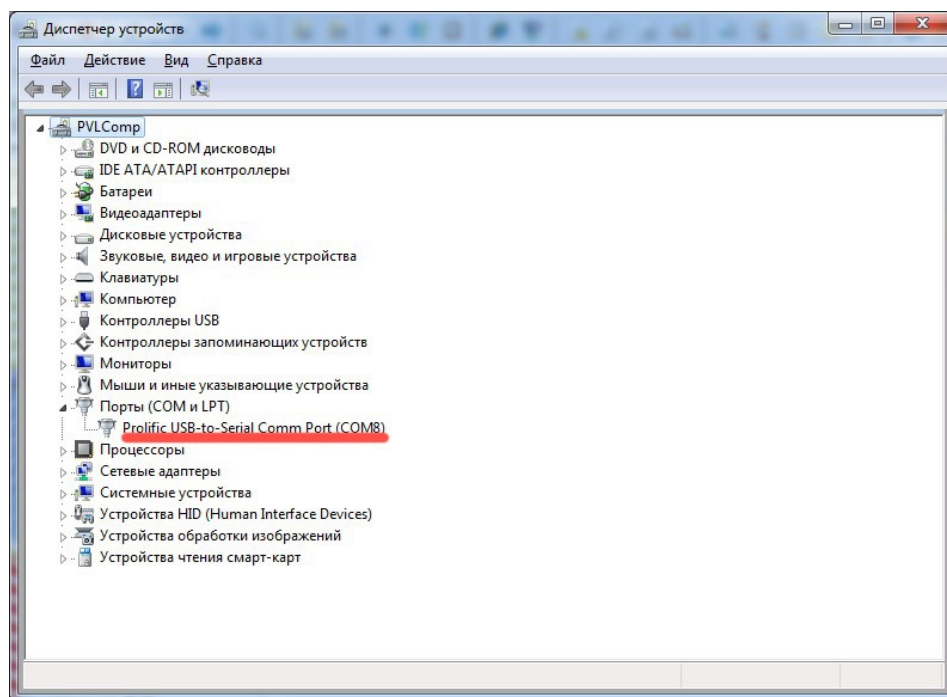 Диспетчер устройств
Файл Действие Вид Справка
PVLComp
DVD и CD-ROM дисководы
IDE ATA/ATAPI контроллеры
Батареи
Видеоадаптеры
Дисковые устройства
Звуковые, видео и игровые устройства
Клавиатуры
Компьютер
Контроллеры USB
Контроллеры запоминающих устройств
Мониторы
Мыши и иные указывающие устройства
Порты (COM и LPT)
Prolific USB-to-Serial Comm Port (COM8)
Процессоры
Сетевые адаптеры
Системные устройства
Устройства HID (Human Interface Devices)
Устройства обработки изображений
Устройства чтения смарт-карт